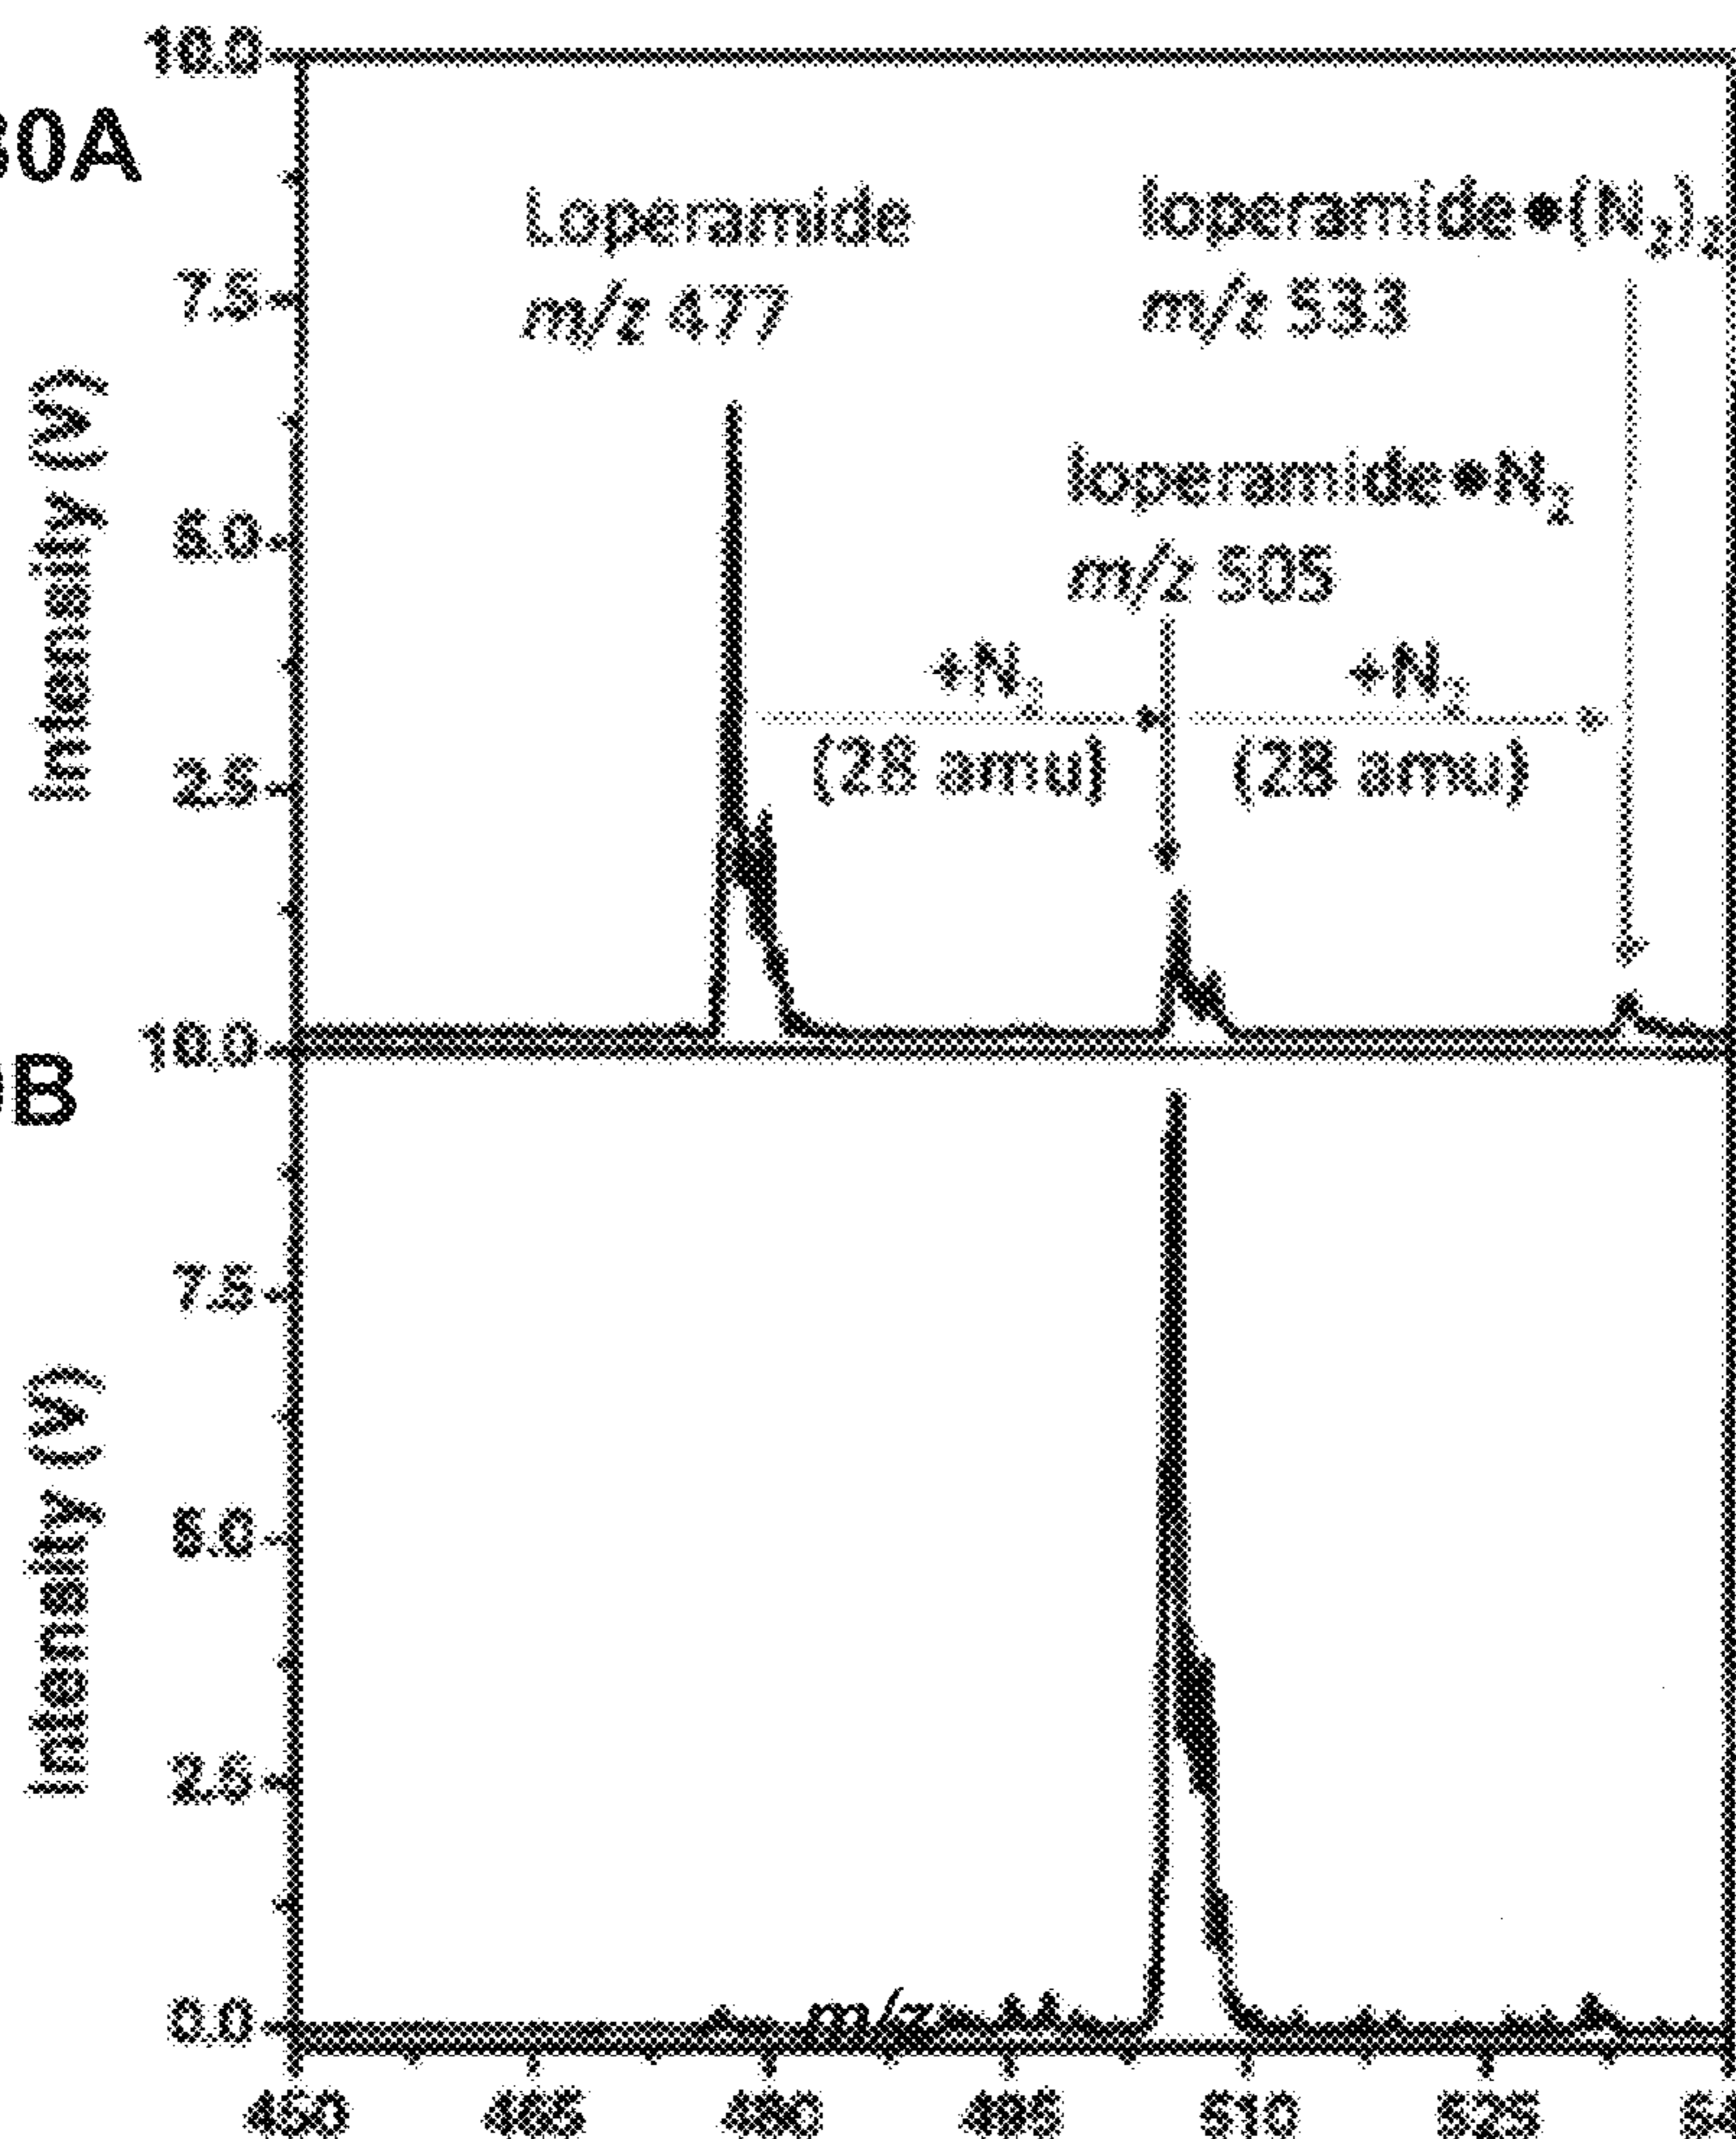 10.0
30A
Loperamide
m/z 477
loperamide●(N2)2
m/z 533
7.5
loperamide●N2
m/z 505
5.0
+N2
(28 amu)
+N2
(28 amu)
2.5
Intensity (V)
10.0
B
7.5
5.0
2.5
0.0
Intensity (V)
m/z
450 465 480 495 510 525